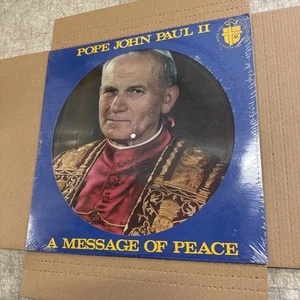 POPE JOHN PAUL II
A MESSAGE OF PEACE